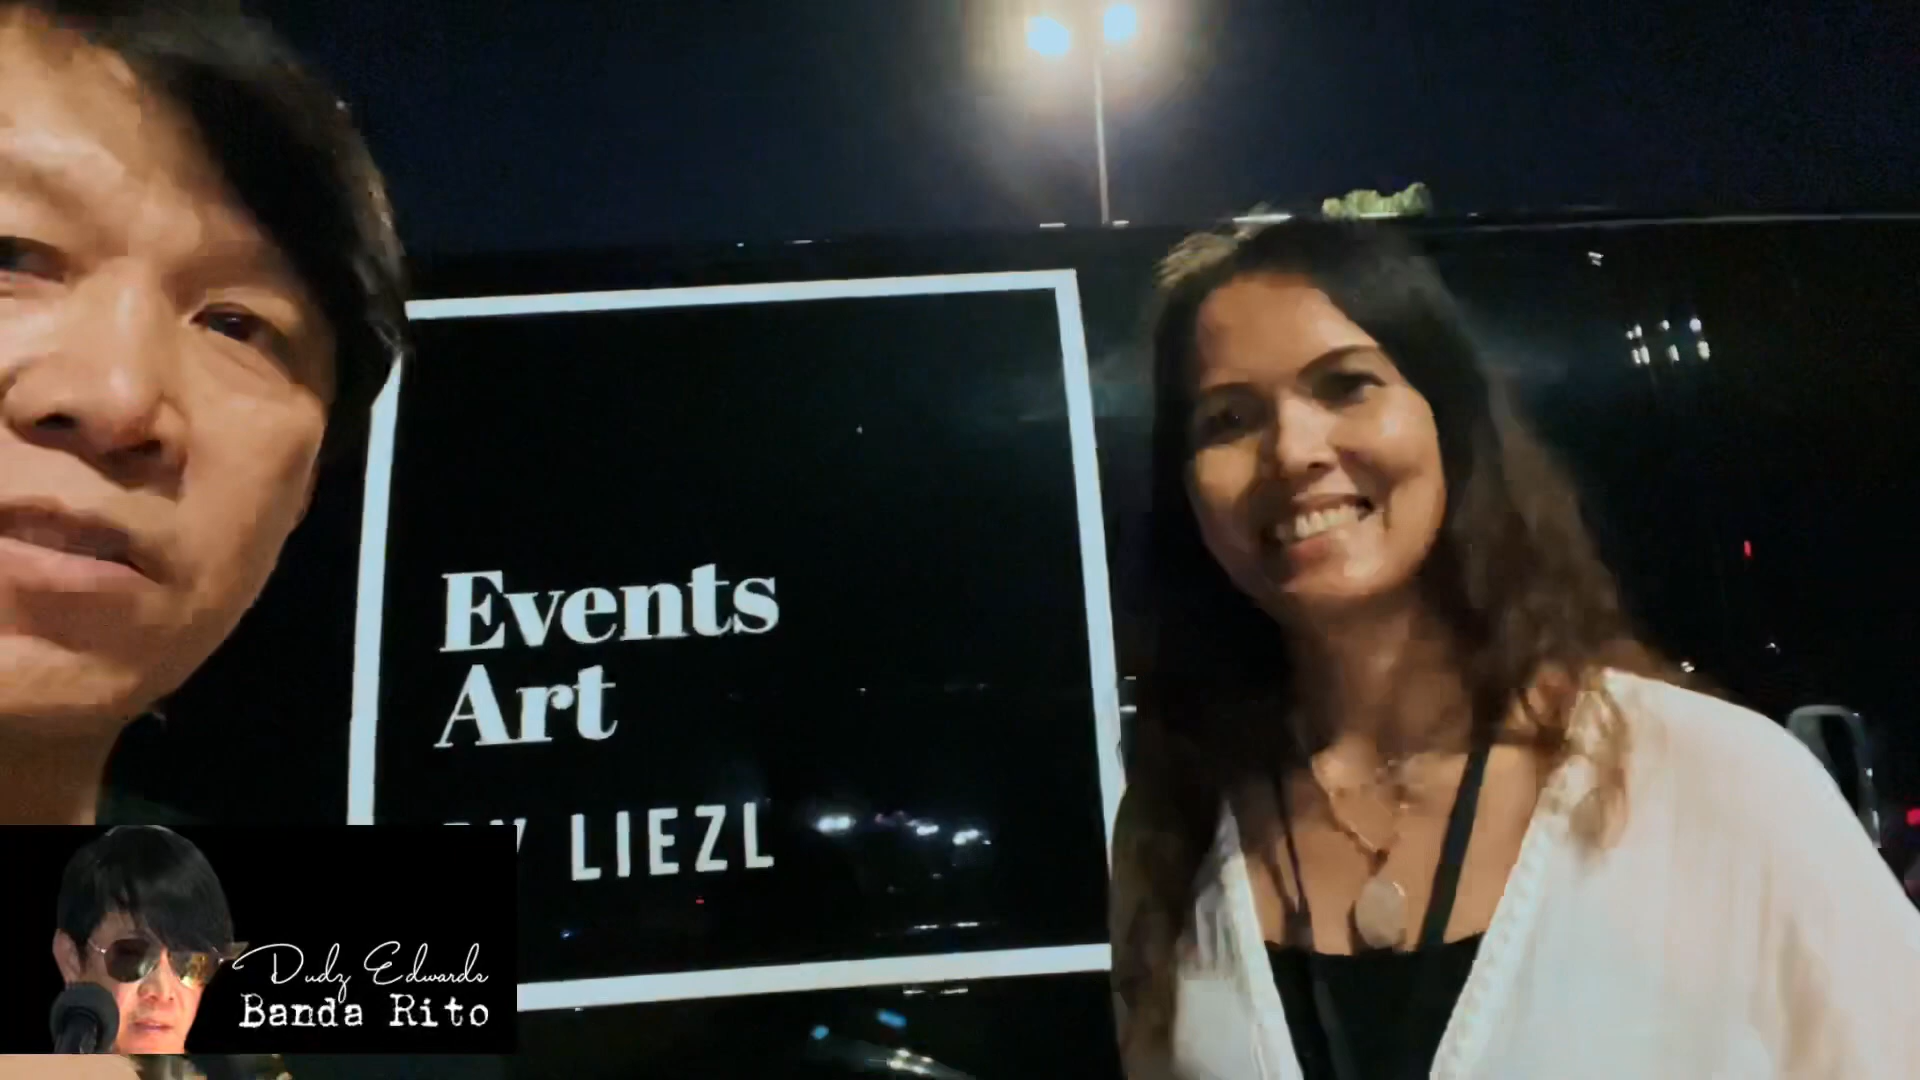 Events
Art
LIEZL
Dudz Edwards
Banda Rito